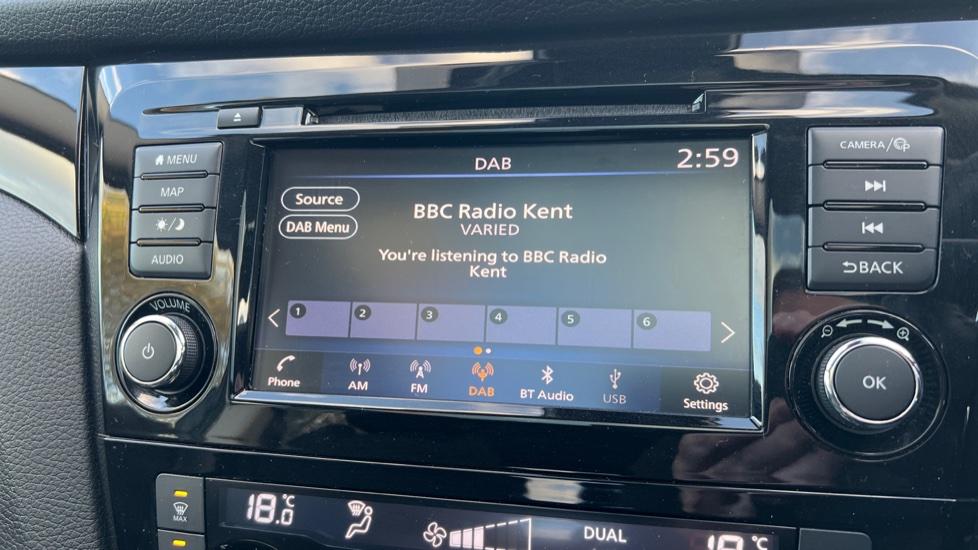 MENU
MAP
AUDIO
VOLUME
DAB
2:59
Source
DAB Menu
BBC Radio Kent
VARIED
You're listening to BBC Radio
Kent
1 2 3 4 5 6
Phone AM FM DAB BT Audio USB Settings
CAMERA/
BACK
OK
MAX
18.0 °C
DUAL
18 °C